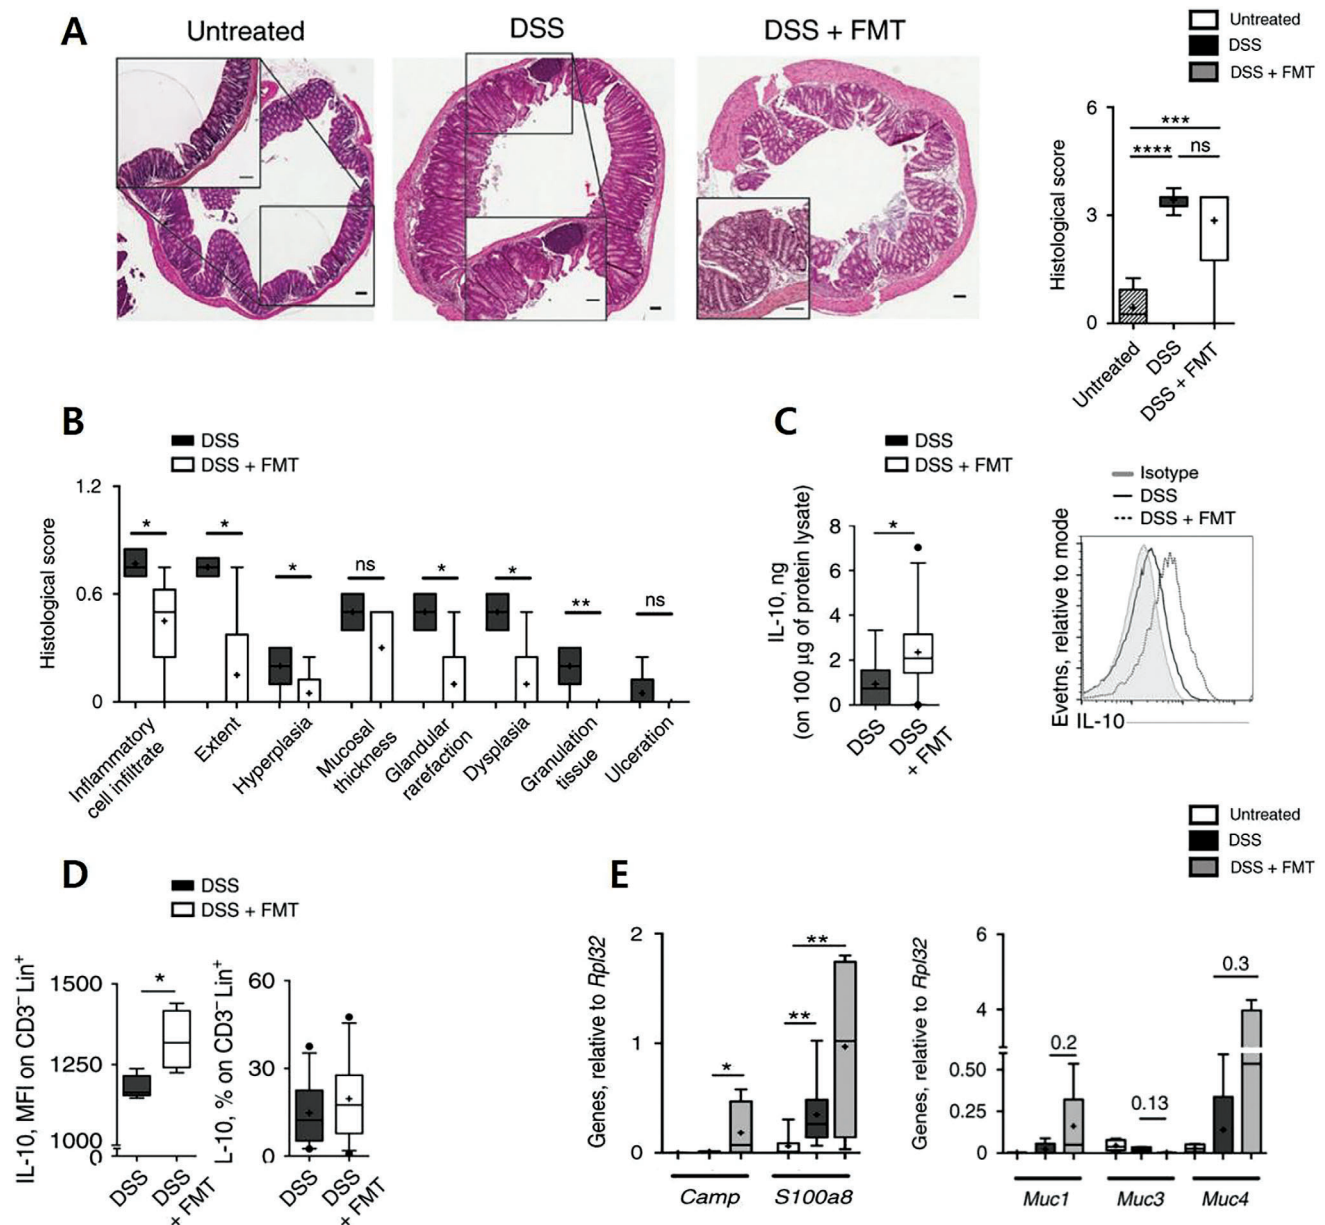 A
Untreated
DSS
DSS + FMT
Untreated
DSS
DSS + FMT
Histological score
6
3
0
***
****
ns
Untreated
DSS
DSS + FMT
B
DSS
DSS + FMT
Histological score
1.2
0.6
0
*
*
*
ns
*
*
**
ns
Inflammatory
cell infiltrate
Extent
Hyperplasia
Mucosal
thickness
Glandular
rarefaction
Dysplasia
Granulation
tissue
Ulceration
C
DSS
DSS + FMT
IL-10, ng
(on 100 μg of protein lysate)
8
6
4
2
0
*
DSS
DSS
+ FMT
Isotype
DSS
DSS + FMT
Evetns, relative to mode
IL-10
D
DSS
DSS + FMT
IL-10, MFI on CD3⁻ Lin⁺
1500
1250
1000
0
*
DSS
DSS
+ FMT
L-10, % on CD3⁻ Lin⁺
60
30
0
DSS
DSS
+ FMT
E
Untreated
DSS
DSS + FMT
Genes, relative to Rpl32
2
1
0
*
**
**
Camp
S100a8
Genes, relative to Rpl32
6
4
0.50
0.25
0
0.2
0.13
0.3
Muc1
Muc3
Muc4